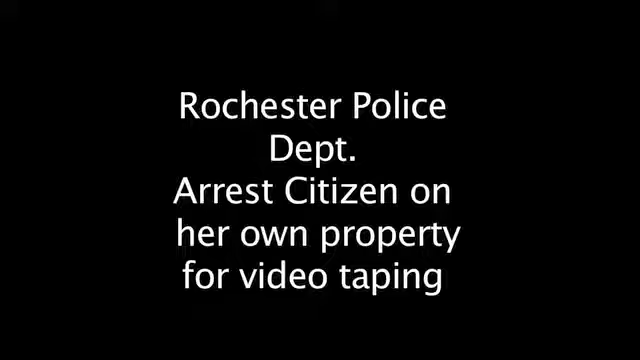 Rochester Police
Dept.
Arrest Citizen on
her own property
for video taping